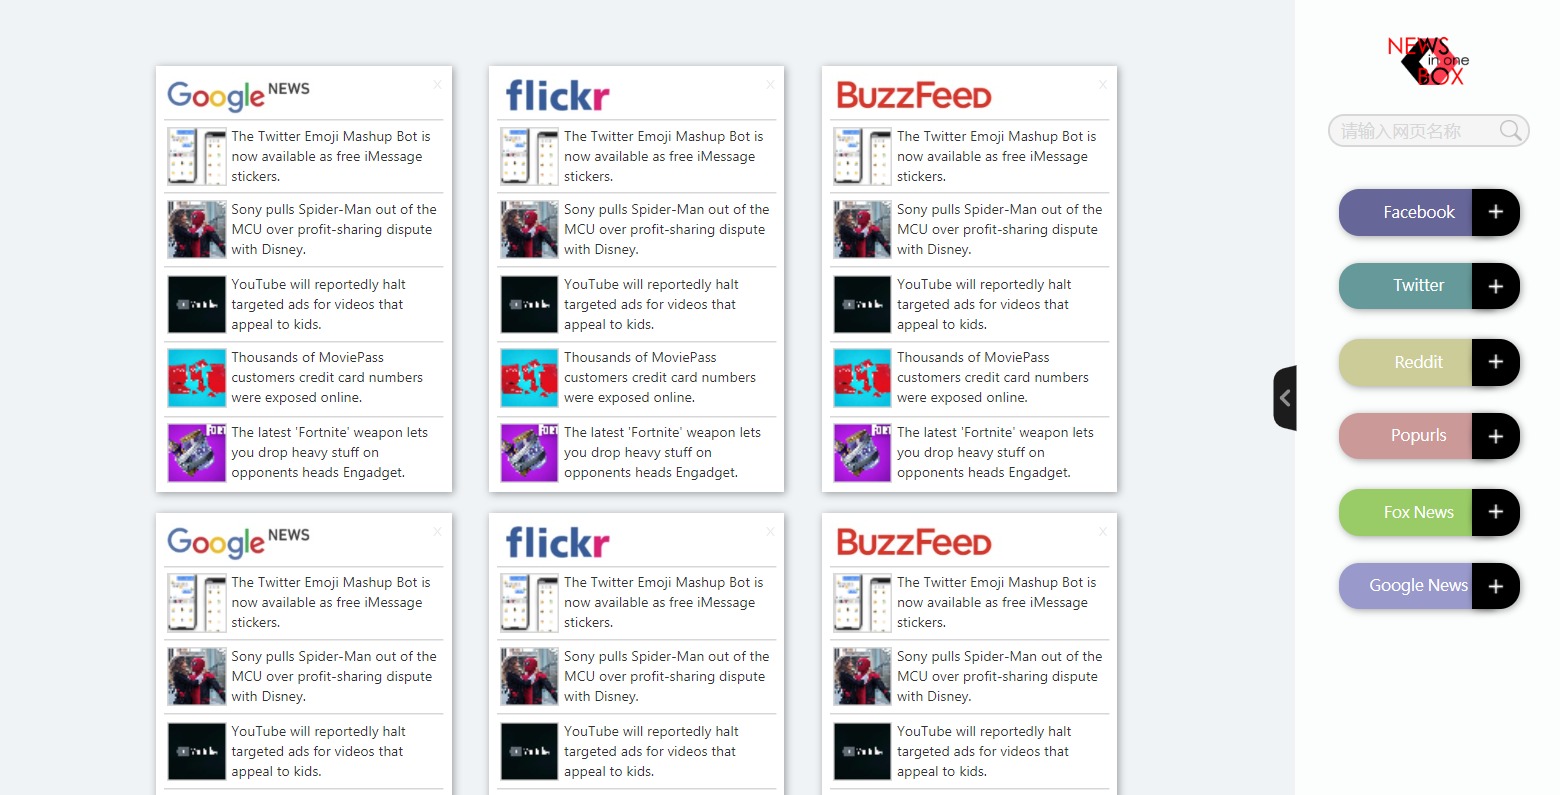 Google NEWS
x
The Twitter Emoji Mashup Bot is
now available as free iMessage
stickers.
Sony pulls Spider-Man out of the
MCU over profit-sharing dispute
with Disney.
YouTube will reportedly halt
targeted ads for videos that
appeal to kids.
Thousands of MoviePass
customers credit card numbers
were exposed online.
The latest 'Fortnite' weapon lets
you drop heavy stuff on
opponents heads Engadget.
flickr
x
The Twitter Emoji Mashup Bot is
now available as free iMessage
stickers.
Sony pulls Spider-Man out of the
MCU over profit-sharing dispute
with Disney.
YouTube will reportedly halt
targeted ads for videos that
appeal to kids.
Thousands of MoviePass
customers credit card numbers
were exposed online.
The latest 'Fortnite' weapon lets
you drop heavy stuff on
opponents heads Engadget.
BuzzFeed
x
The Twitter Emoji Mashup Bot is
now available as free iMessage
stickers.
Sony pulls Spider-Man out of the
MCU over profit-sharing dispute
with Disney.
YouTube will reportedly halt
targeted ads for videos that
appeal to kids.
Thousands of MoviePass
customers credit card numbers
were exposed online.
The latest 'Fortnite' weapon lets
you drop heavy stuff on
opponents heads Engadget.
Google NEWS
x
The Twitter Emoji Mashup Bot is
now available as free iMessage
stickers.
Sony pulls Spider-Man out of the
MCU over profit-sharing dispute
with Disney.
YouTube will reportedly halt
targeted ads for videos that
appeal to kids.
flickr
x
The Twitter Emoji Mashup Bot is
now available as free iMessage
stickers.
Sony pulls Spider-Man out of the
MCU over profit-sharing dispute
with Disney.
YouTube will reportedly halt
targeted ads for videos that
appeal to kids.
BuzzFeed
x
The Twitter Emoji Mashup Bot is
now available as free iMessage
stickers.
Sony pulls Spider-Man out of the
MCU over profit-sharing dispute
with Disney.
YouTube will reportedly halt
targeted ads for videos that
appeal to kids.
NEWS
in one
BOX
请输入网页名称
Facebook +
Twitter +
Reddit +
Popurls +
Fox News +
Google News +